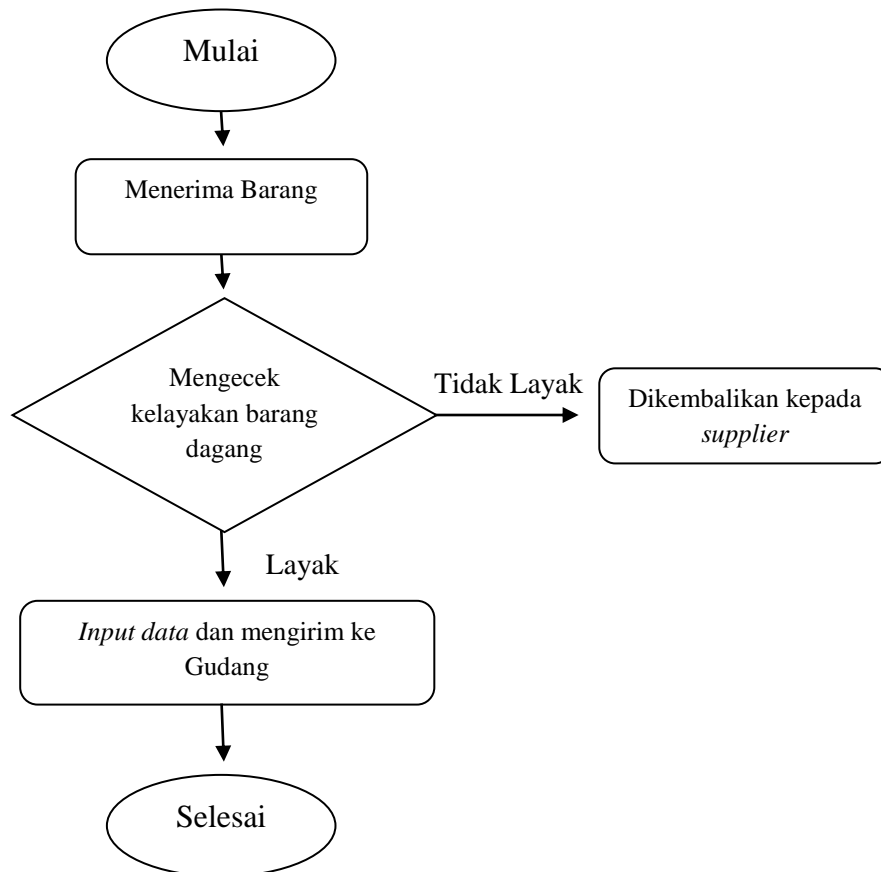 Mulai
Menerima Barang
Mengecek
kelayakan barang
dagang
Tidak Layak
Dikembalikan kepada
supplier
Layak
Input data dan mengirim ke
Gudang
Selesai